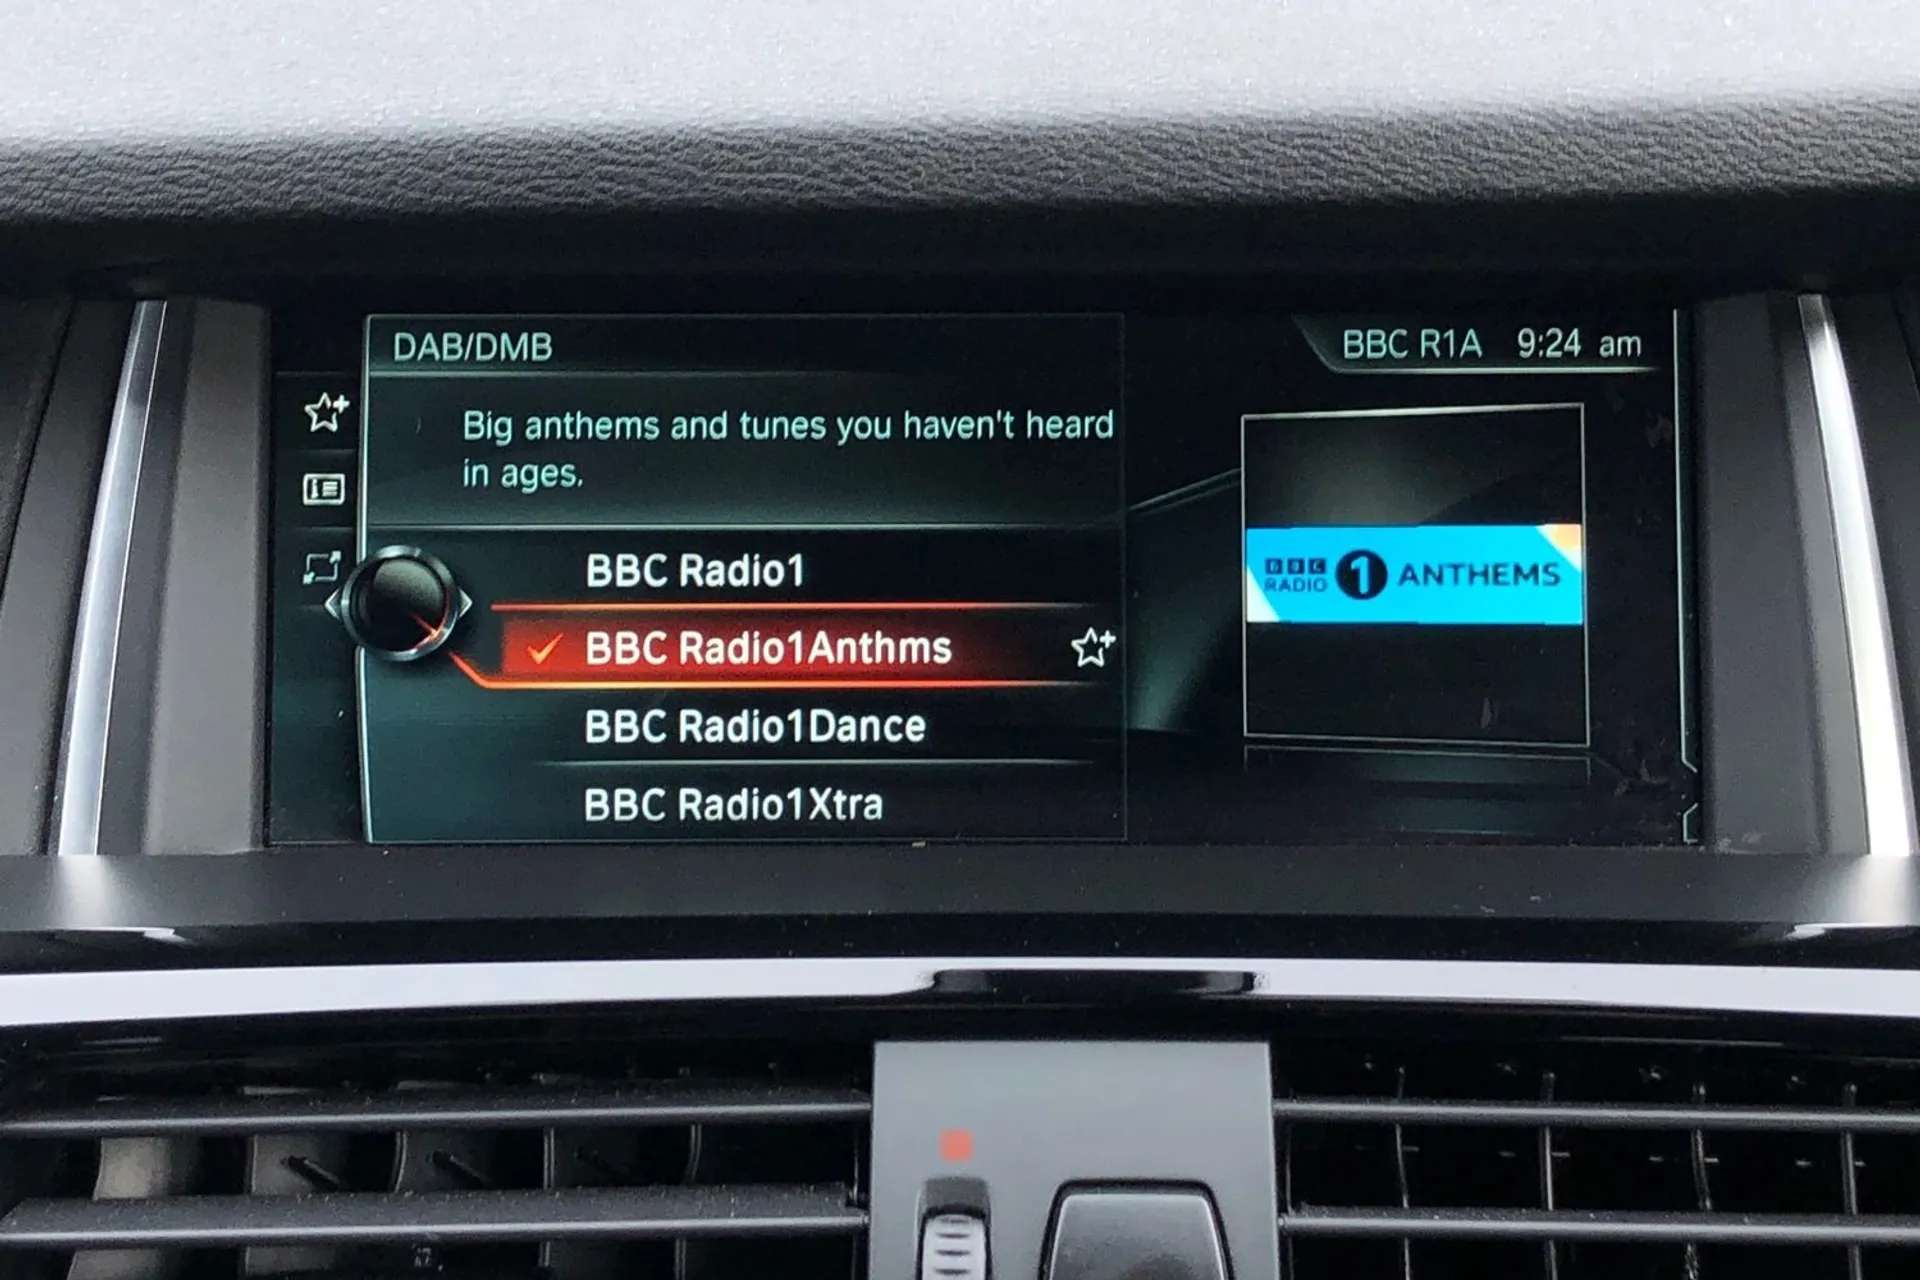 DAB/DMB
BBC R1A 9:24 am
Big anthems and tunes you haven't heard
in ages.
BBC Radio1
BBC Radio1Anthms
BBC Radio1Dance
BBC Radio1Xtra
BBC
RADIO 1 ANTHEMS